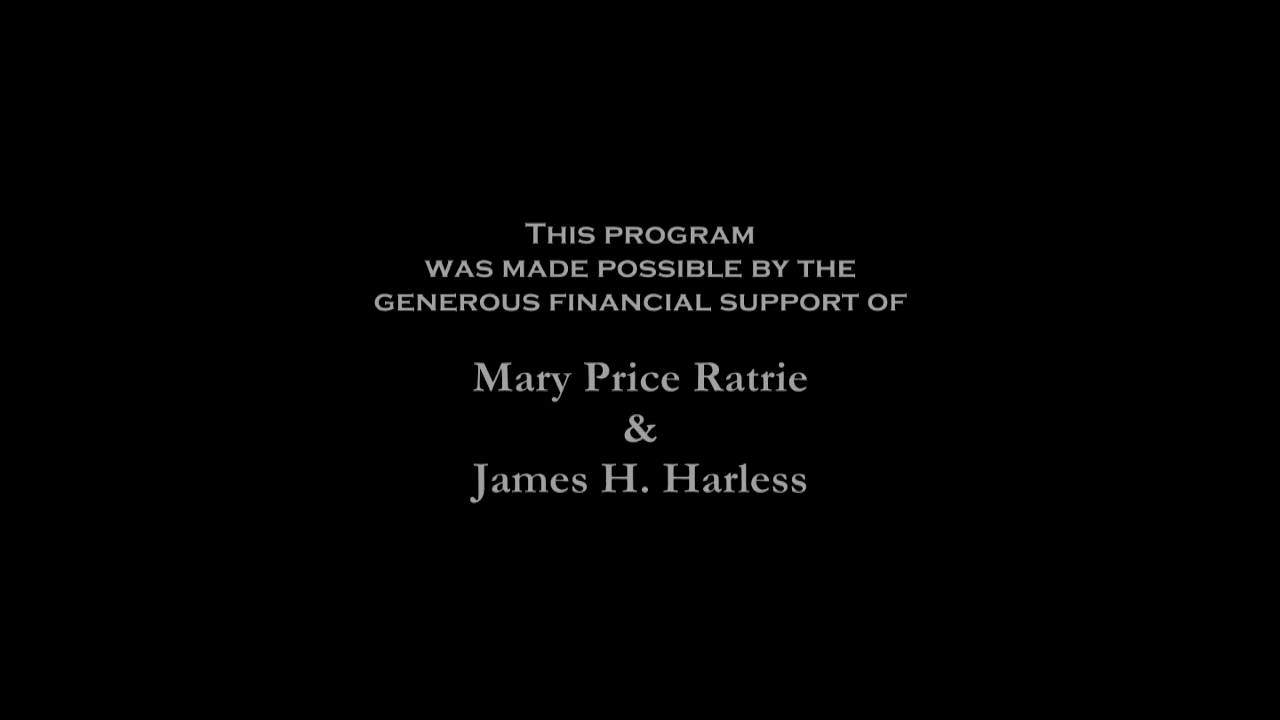 This program
was made possible by the
generous financial support of
Mary Price Ratrie
&
James H. Harless